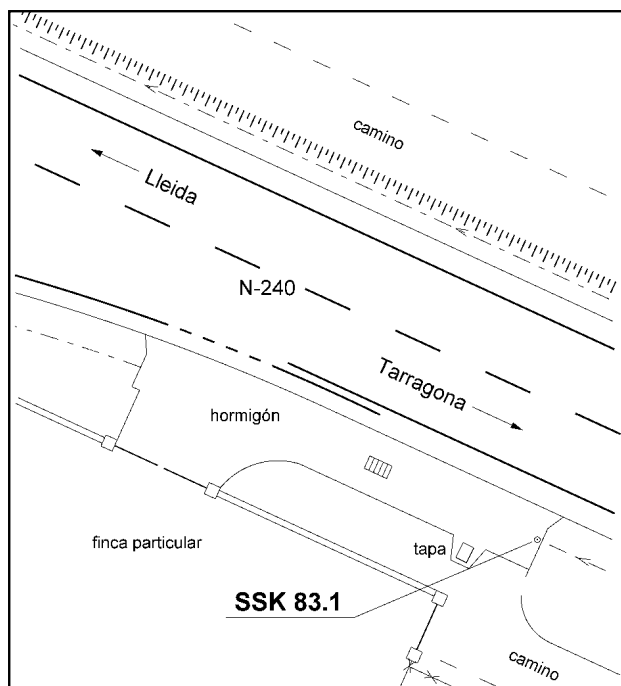 camino
Lleida
N-240
Tarragona
hormigón
finca particular
tapa
SSK 83.1
camino